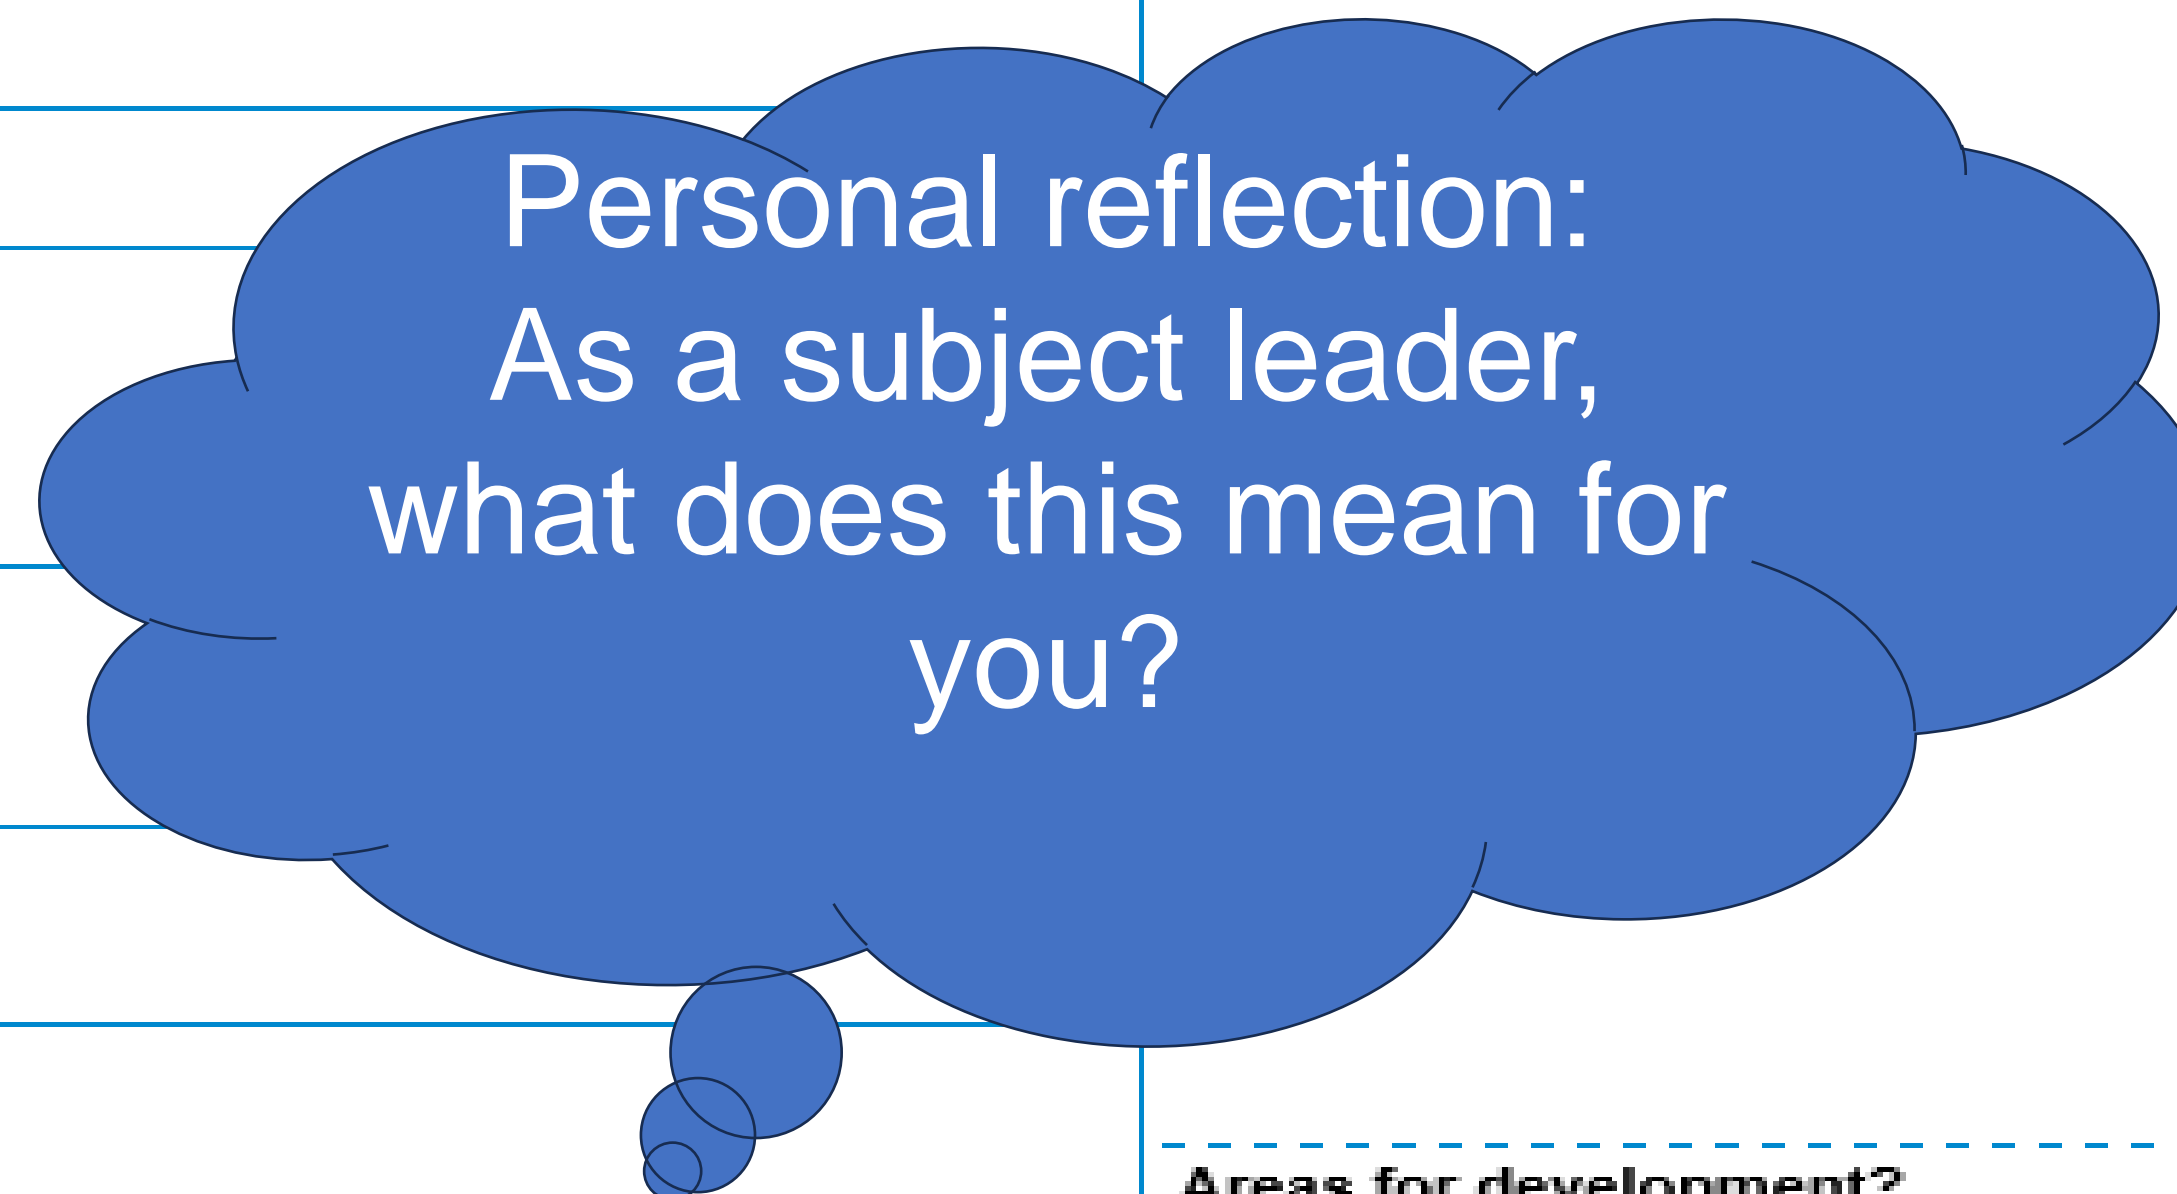 Personal reflection:
As a subject leader,
what does this mean for
you?
Areas for development?